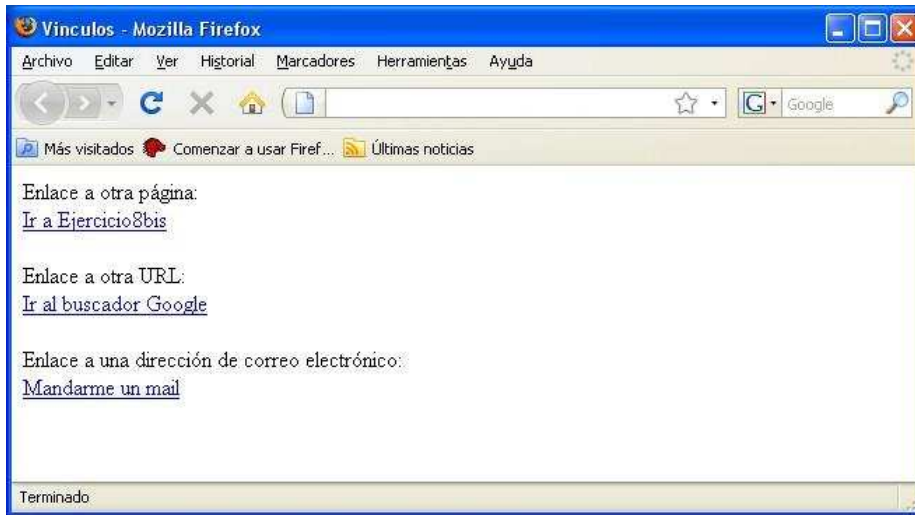 Vinculos - Mozilla Firefox
Archivo Editar Ver Historial Marcadores Herramientas Ayuda
G Google
Más visitados Comenzar a usar Firef... Últimas noticias
Enlace a otra página:
Ir a Ejercicio8bis
Enlace a otra URL:
Ir al buscador Google
Enlace a una dirección de correo electrónico:
Mandarme un mail
Terminado